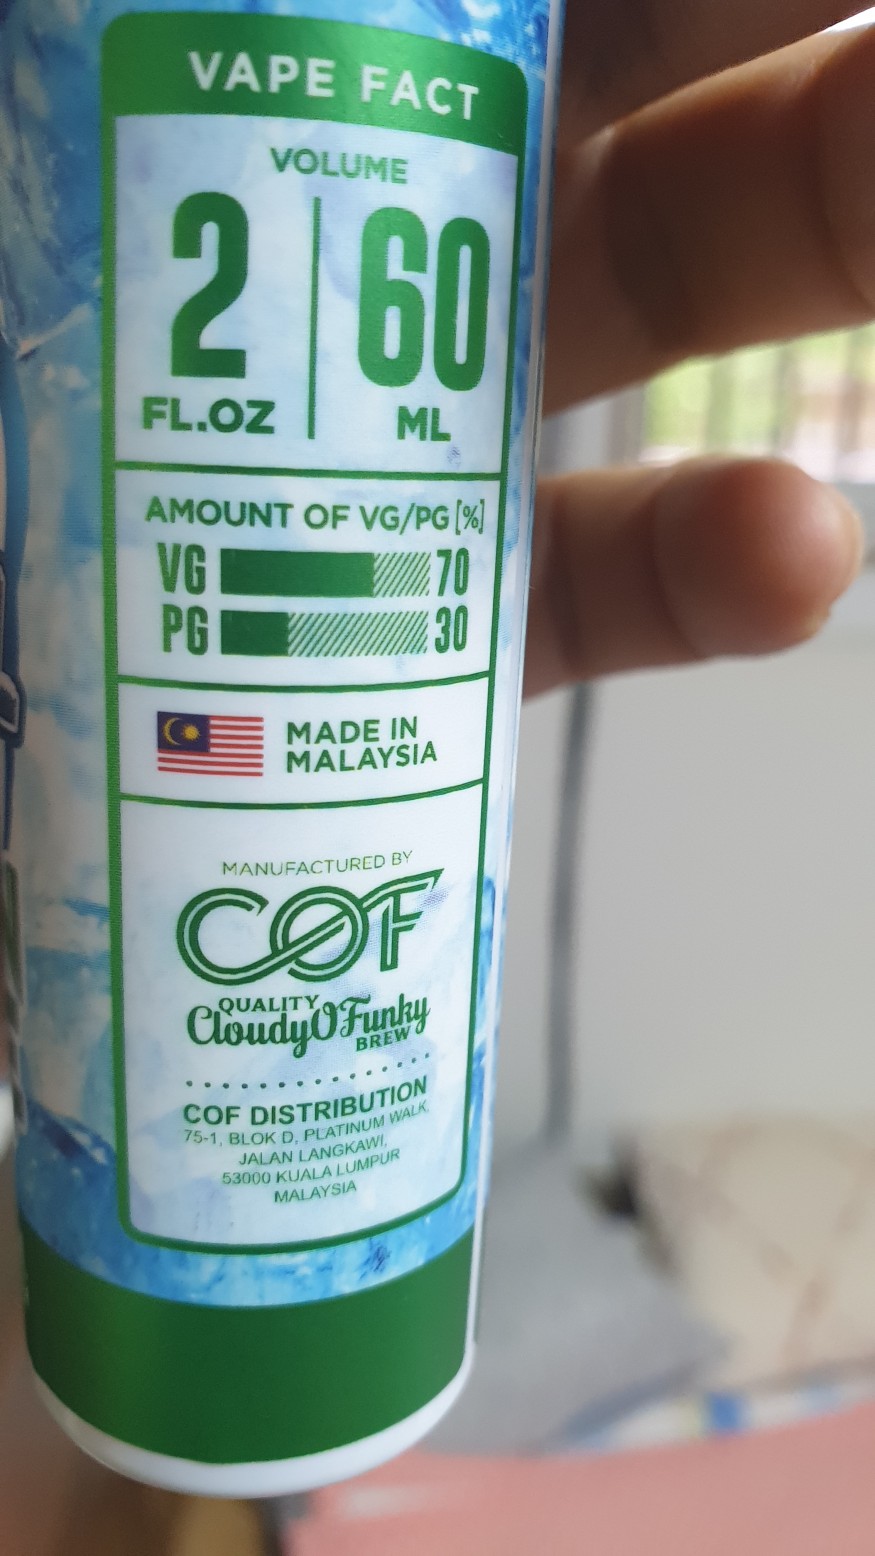 VAPE FACT
VOLUME
2 | 60
FL.OZ ML
AMOUNT OF VG/PG [%]
VG 70
PG 30
MADE IN
MALAYSIA
MANUFACTURED BY
COF
QUALITY
CloudyOFunky
BREW
COF DISTRIBUTION
75-1, BLOK D, PLATINUM WALK,
JALAN LANGKAWI,
53000 KUALA LUMPUR
MALAYSIA